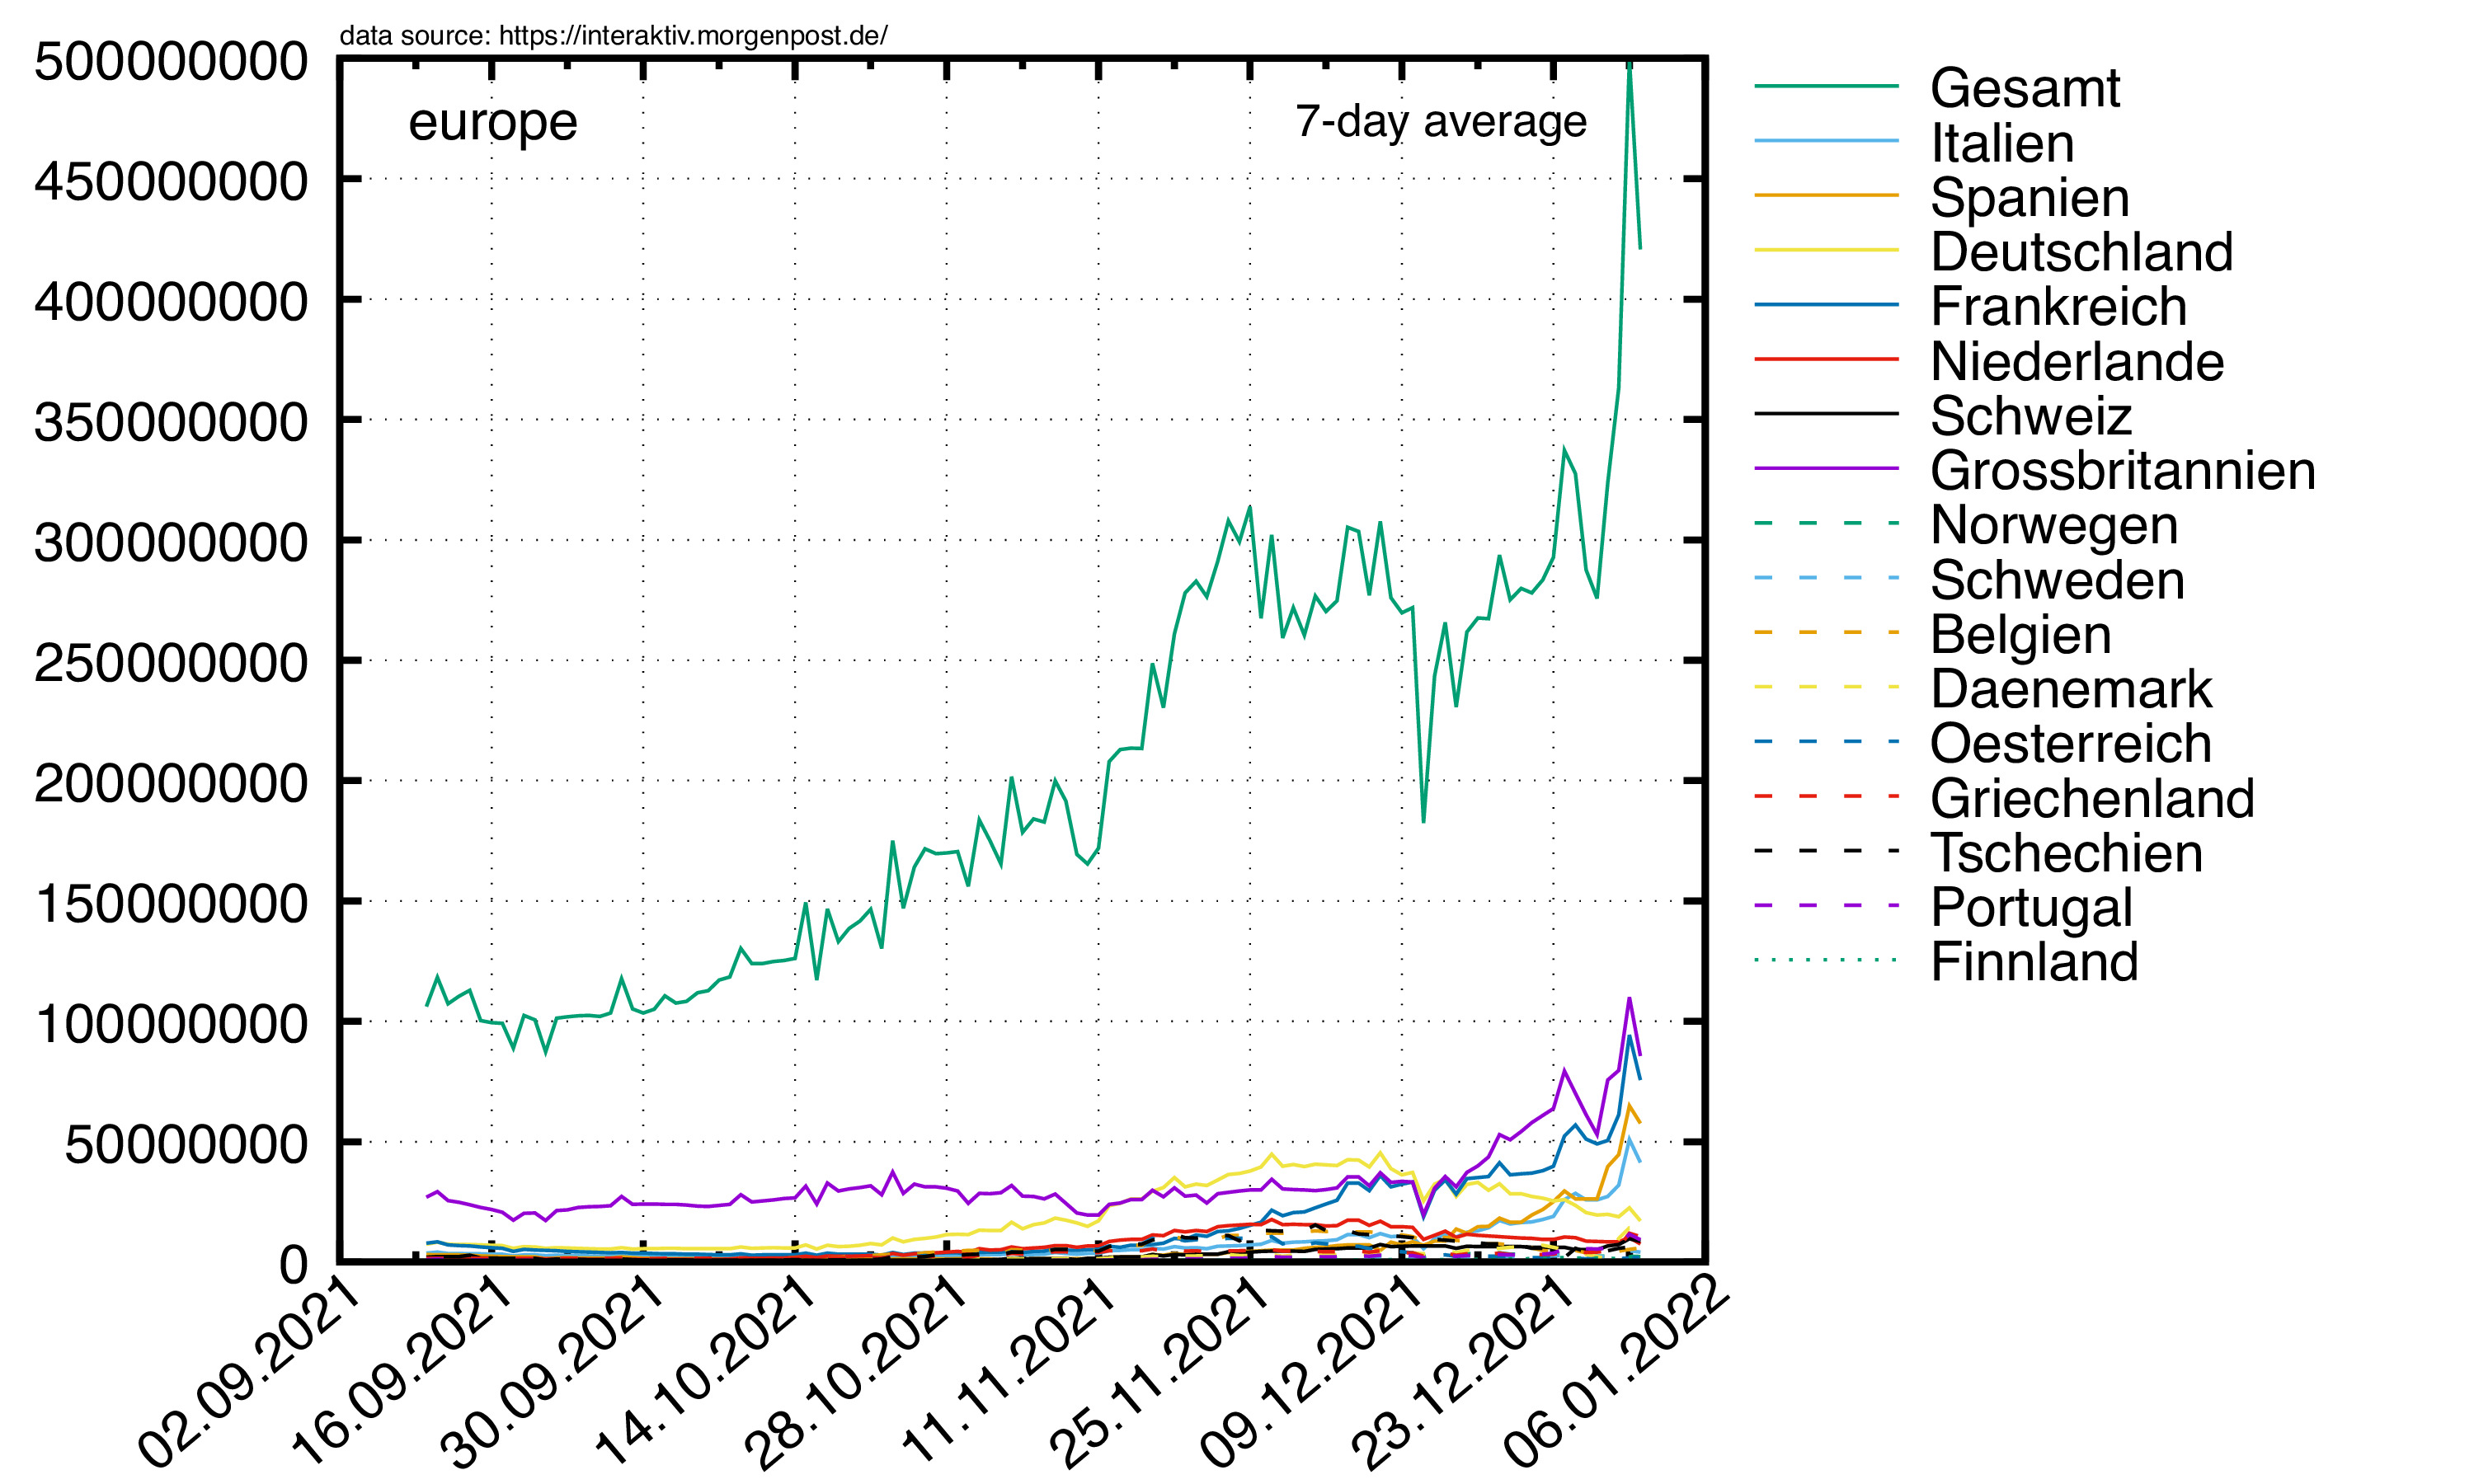 data source: https://interaktiv.morgenpost.de/
europe
7-day average
500000000
450000000
400000000
350000000
300000000
250000000
200000000
150000000
100000000
50000000
0
02.09.2021
16.09.2021
30.09.2021
14.10.2021
28.10.2021
11.11.2021
25.11.2021
09.12.2021
23.12.2021
06.01.2022
Gesamt
Italien
Spanien
Deutschland
Frankreich
Niederlande
Schweiz
Grossbritannien
Norwegen
Schweden
Belgien
Daenemark
Oesterreich
Griechenland
Tschechien
Portugal
Finnland